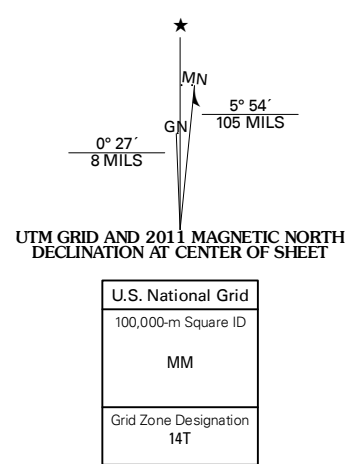 ★
MN
GN
5° 54´
105 MILS
0° 27´
8 MILS
UTM GRID AND 2011 MAGNETIC NORTH
DECLINATION AT CENTER OF SHEET
U.S. National Grid
100,000-m Square ID
MM
Grid Zone Designation
14T